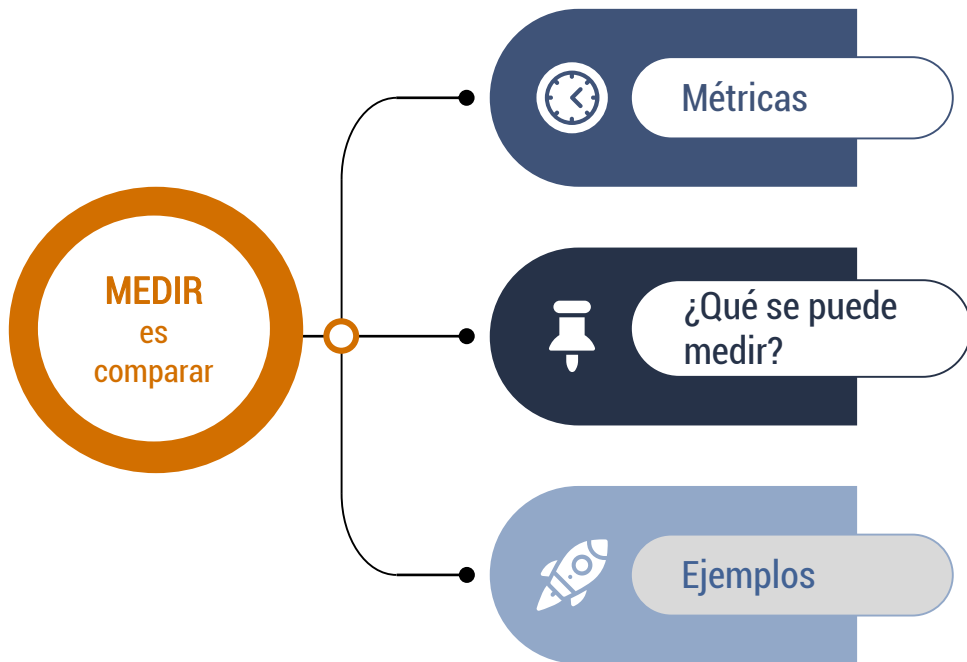 MEDIR
es
comparar
Métricas
¿Qué se puede
medir?
Ejemplos